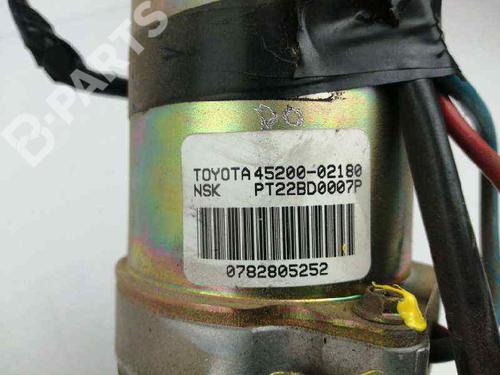 B-PARTS
TOYOTA 45200-02180
NSK PT22BD0007P
0782805252